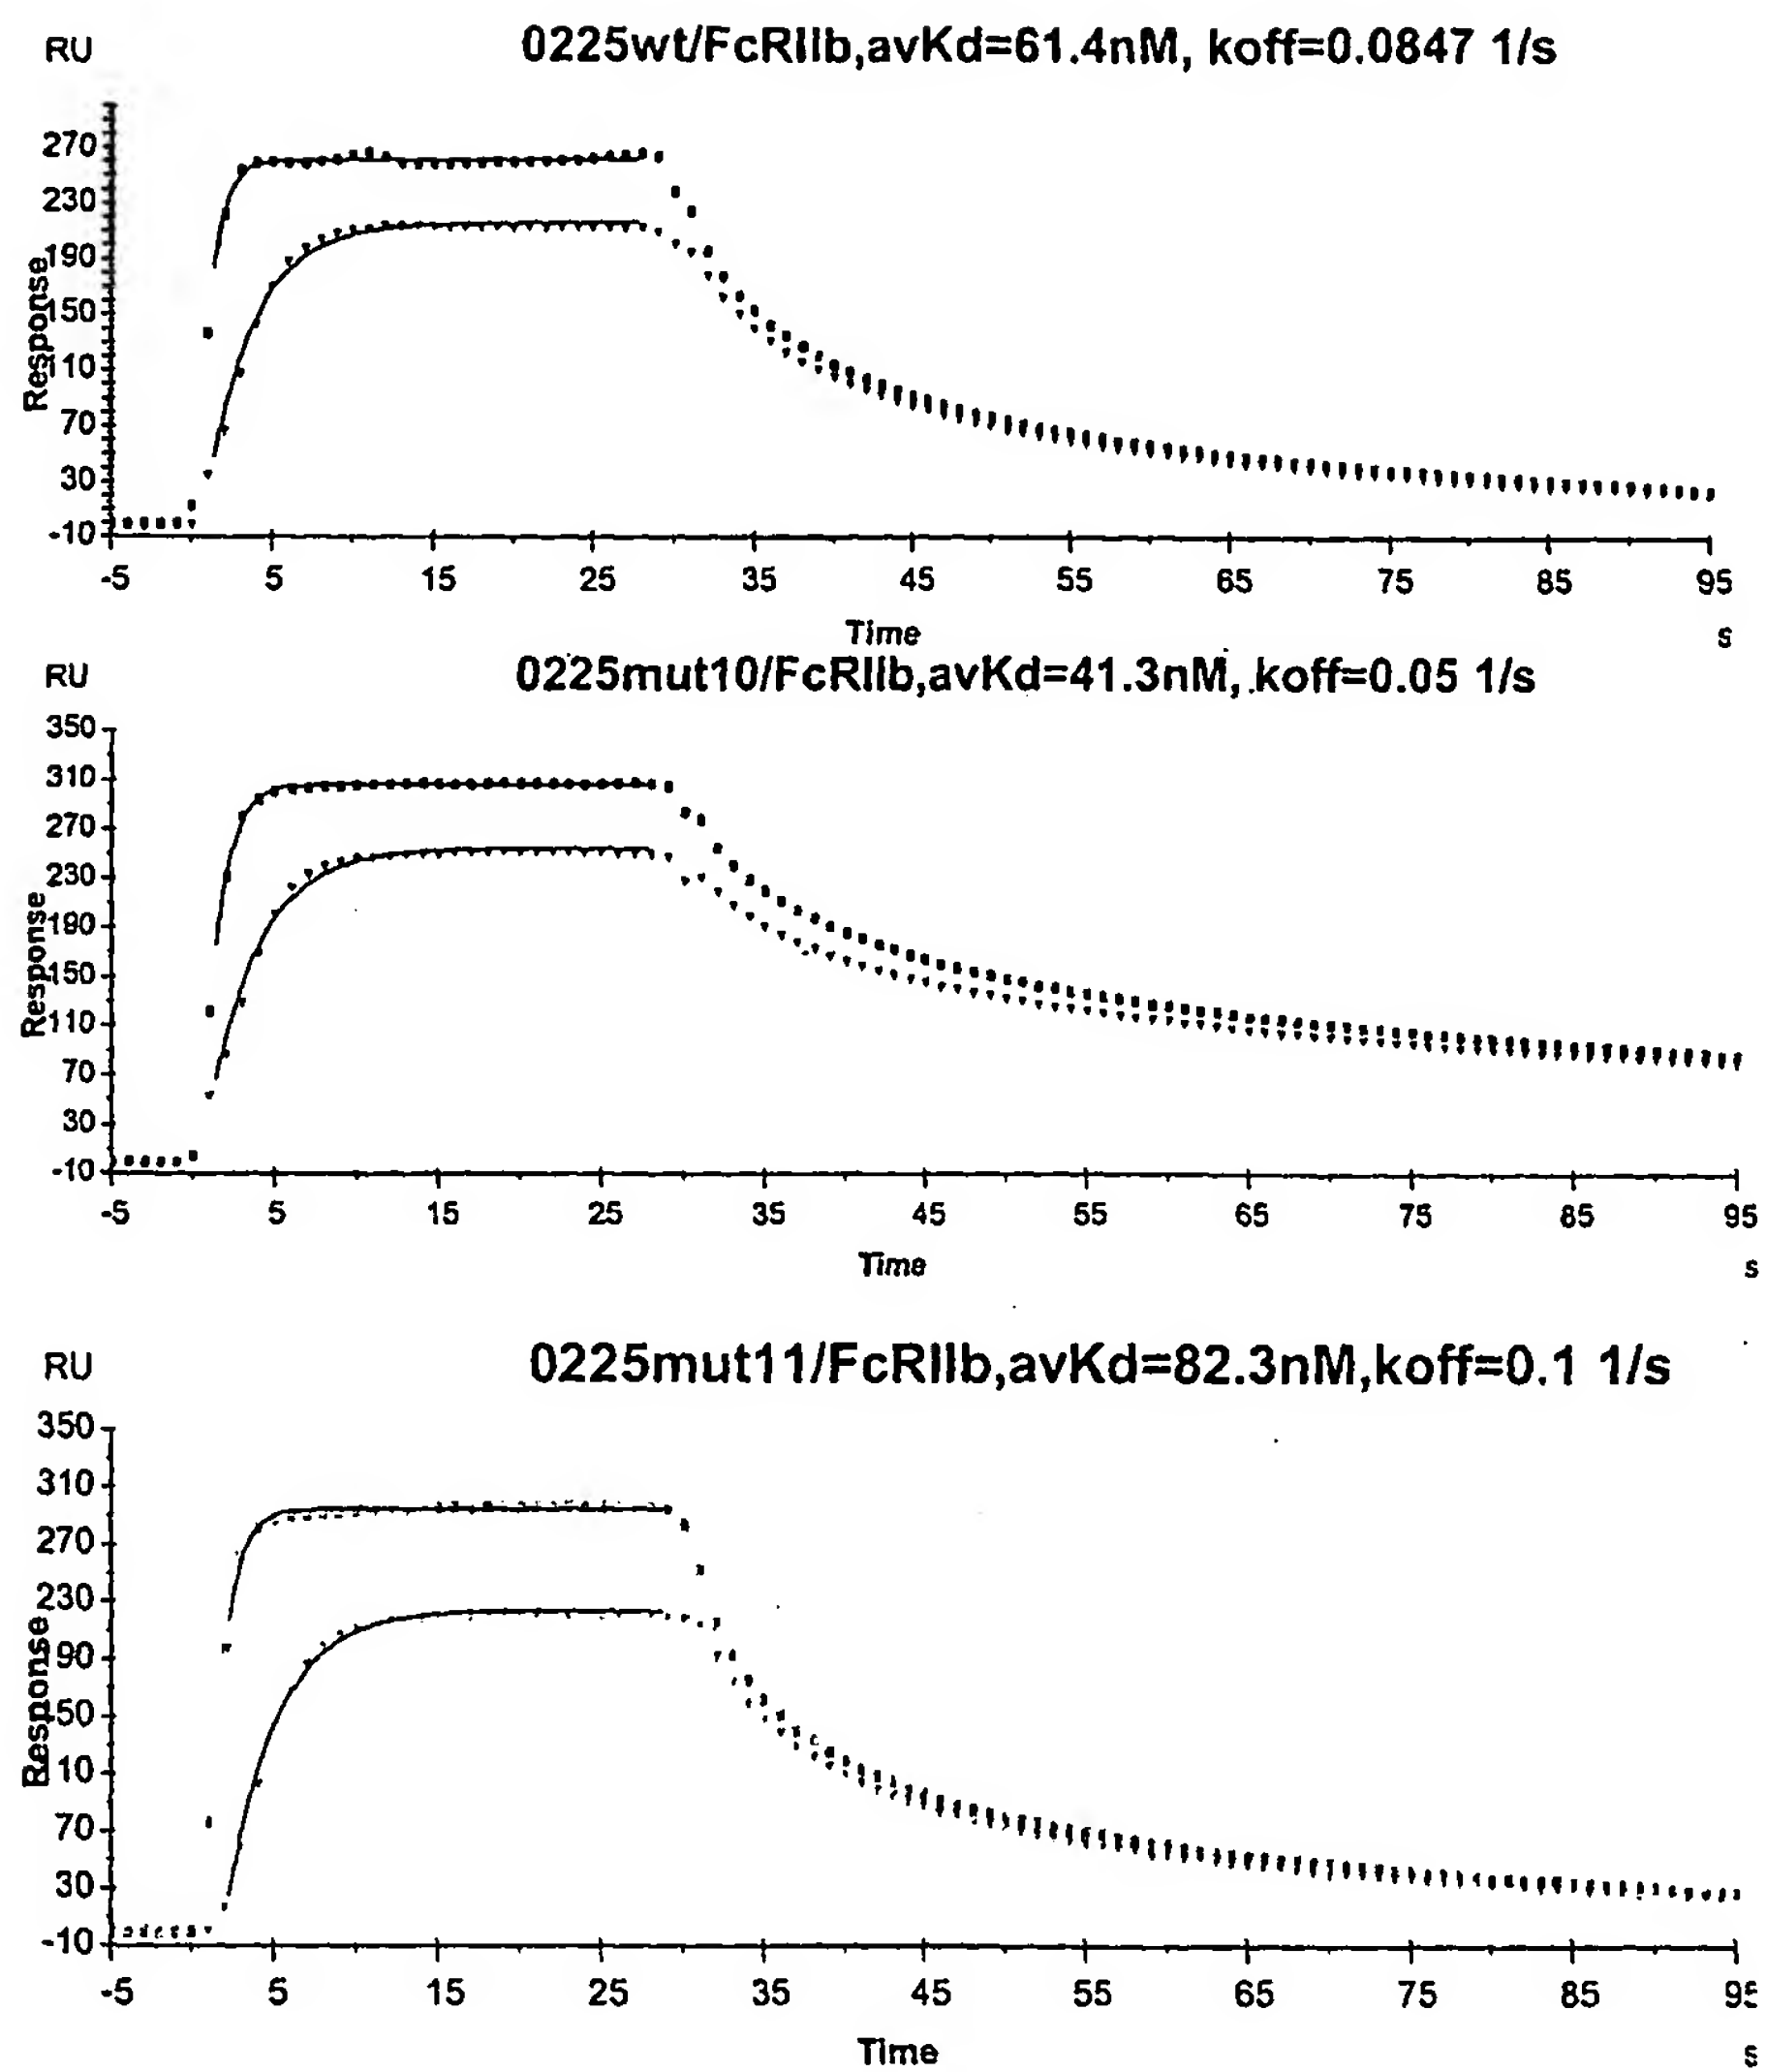 RU
0225wt/FcRIIb,avKd=61.4nM, koff=0.0847 1/s
270
230
190
150
110
70
30
-10
Response
-5 5 15 25 35 45 55 65 75 85 95
Time
s
RU
0225mut10/FcRIIb,avKd=41.3nM, koff=0.05 1/s
350
310
270
230
190
150
110
70
30
-10
Response
-5 5 15 25 35 45 55 65 75 85 95
Time
s
RU
0225mut11/FcRIIb,avKd=82.3nM,koff=0.1 1/s
350
310
270
230
190
150
110
70
30
-10
Response
-5 5 15 25 35 45 55 65 75 85 95
Time
s